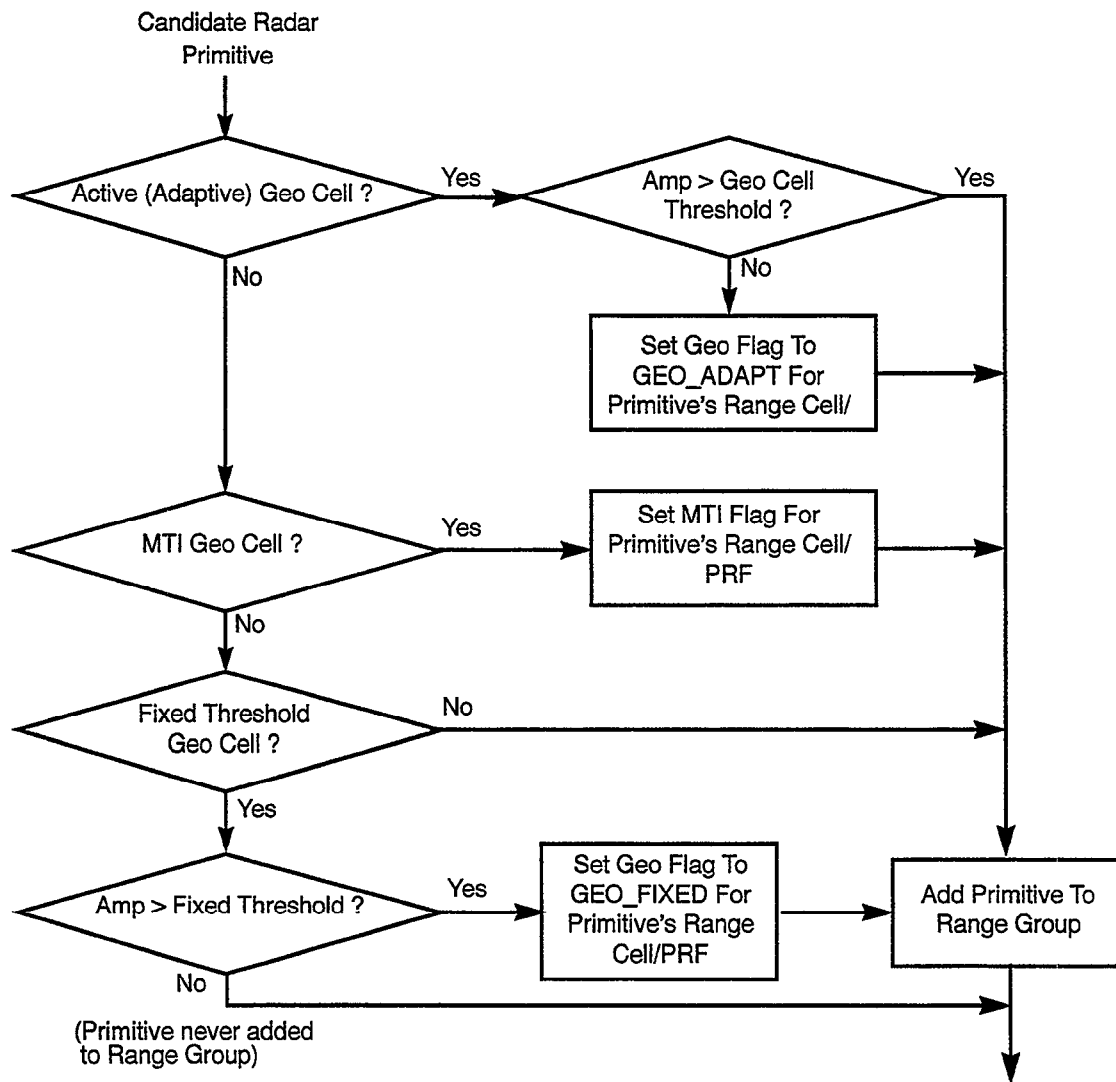 Candidate Radar
Primitive
Active (Adaptive) Geo Cell ?
Yes
Amp > Geo Cell
Threshold ?
Yes
No
No
Set Geo Flag To
GEO_ADAPT For
Primitive's Range Cell/
MTI Geo Cell ?
Yes
Set MTI Flag For
Primitive's Range Cell/
PRF
No
Fixed Threshold
Geo Cell ?
No
Yes
Amp > Fixed Threshold ?
Yes
Set Geo Flag To
GEO_FIXED For
Primitive's Range
Cell/PRF
Add Primitive To
Range Group
No
(Primitive never added
to Range Group)